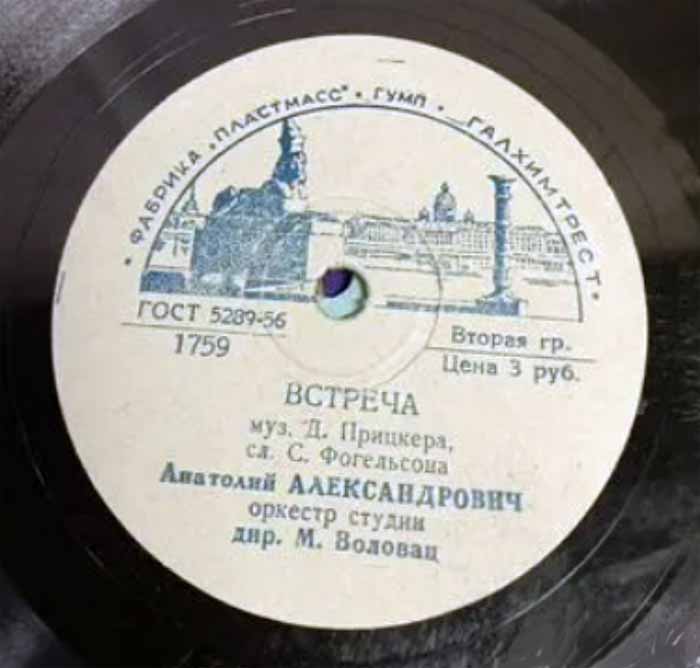 • ФАБРИКА „ПЛАСТМАСС" • ГУМП • ГАЛХИМТРЕСТ •
ГОСТ 5289-56
1759
Вторая гр.
Цена 3 руб.
ВСТРЕЧА
муз. Д. Прицкера,
сл. С. Фогельсона
Анатолий АЛЕКСАНДРОВИЧ
оркестр студии
дир. М. Воловац